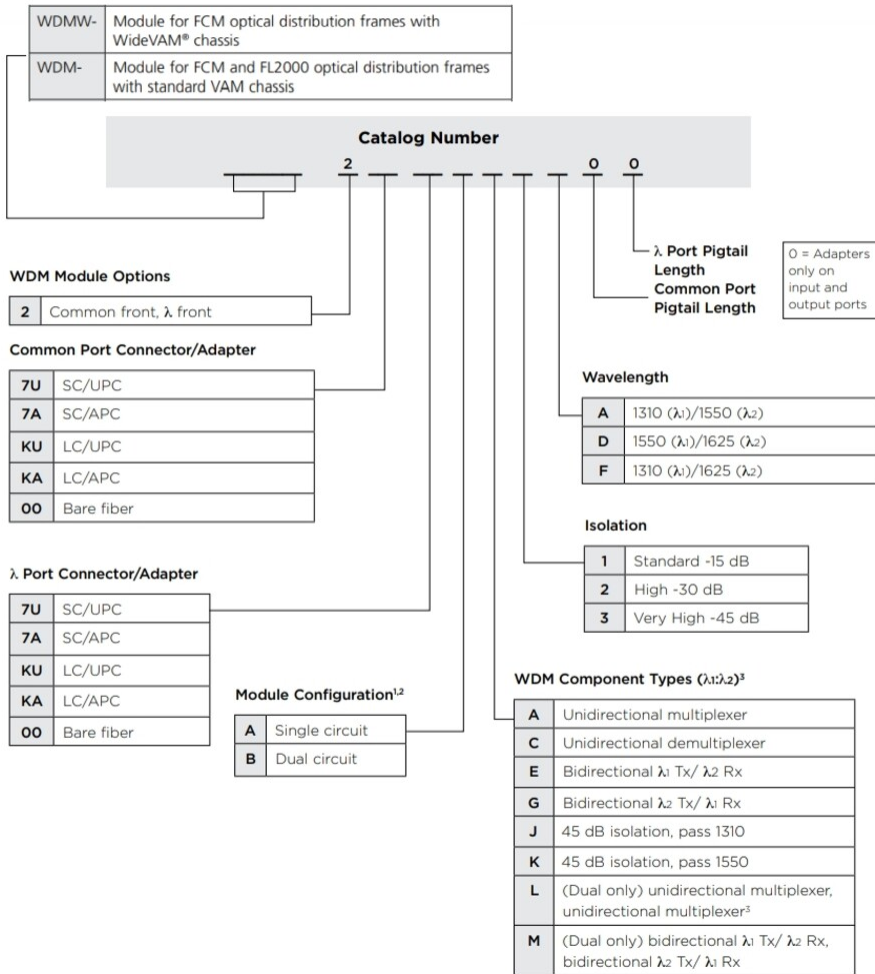 WDMW- Module for FCM optical distribution frames with
WideVAM® chassis
WDM- Module for FCM and FL2000 optical distribution frames
with standard VAM chassis
Catalog Number
2 0 0
λ Port Pigtail
Length
Common Port
Pigtail Length
0 = Adapters
only on
input and
output ports
WDM Module Options
2 Common front, λ front
Common Port Connector/Adapter
7U SC/UPC
7A SC/APC
KU LC/UPC
KA LC/APC
00 Bare fiber
Wavelength
A 1310 (λ1)/1550 (λ2)
D 1550 (λ1)/1625 (λ2)
F 1310 (λ1)/1625 (λ2)
Isolation
1 Standard -15 dB
2 High -30 dB
3 Very High -45 dB
λ Port Connector/Adapter
7U SC/UPC
7A SC/APC
KU LC/UPC
KA LC/APC
00 Bare fiber
Module Configuration¹,²
A Single circuit
B Dual circuit
WDM Component Types (λ1:λ2)³
A Unidirectional multiplexer
C Unidirectional demultiplexer
E Bidirectional λ1 Tx/ λ2 Rx
G Bidirectional λ2 Tx/ λ1 Rx
J 45 dB isolation, pass 1310
K 45 dB isolation, pass 1550
L (Dual only) unidirectional multiplexer,
unidirectional multiplexer³
M (Dual only) bidirectional λ1 Tx/ λ2 Rx,
bidirectional λ2 Tx/ λ1 Rx